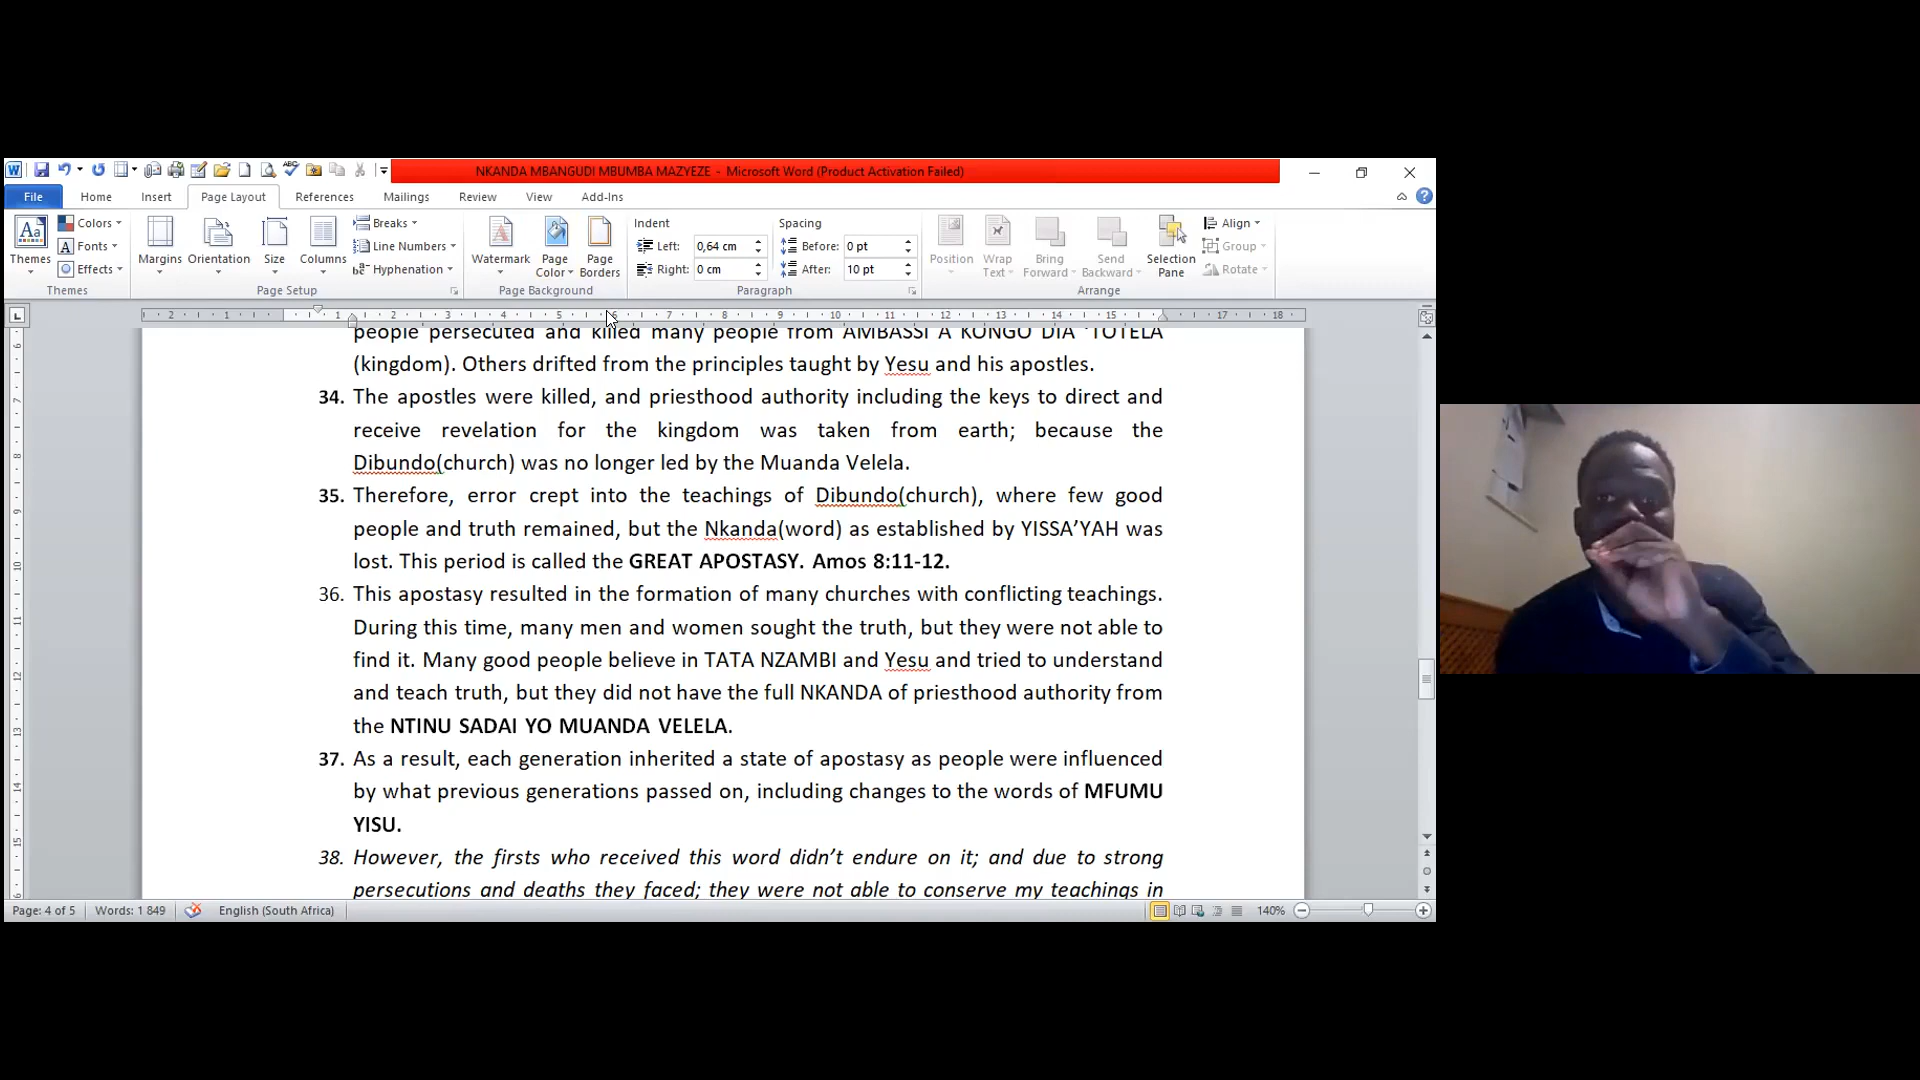 NKANDA MBANGUDI MBUMBA MAZYEZE - Microsoft Word (Product Activation Failed)
File Home Insert Page Layout References Mailings Review View Add-Ins
Themes Colors Fonts Effects Themes
Margins Orientation Size Columns Breaks Line Numbers Hyphenation Page Setup
Watermark Page Color Page Borders Page Background
Indent Left: 0,64 cm Right: 0 cm Spacing Before: 0 pt After: 10 pt Paragraph
Position Wrap Text Bring Forward Send Backward Selection Pane Align Group Rotate Arrange
people persecuted and killed many people from AMBASSI A KONGO DIA 'TOTELA
(kingdom). Others drifted from the principles taught by Yesu and his apostles.
34. The apostles were killed, and priesthood authority including the keys to direct and
receive revelation for the kingdom was taken from earth; because the
Dibundo(church) was no longer led by the Muanda Velela.
35. Therefore, error crept into the teachings of Dibundo(church), where few good
people and truth remained, but the Nkanda(word) as established by YISSA’YAH was
lost. This period is called the GREAT APOSTASY. Amos 8:11-12.
36. This apostasy resulted in the formation of many churches with conflicting teachings.
During this time, many men and women sought the truth, but they were not able to
find it. Many good people believe in TATA NZAMBI and Yesu and tried to understand
and teach truth, but they did not have the full NKANDA of priesthood authority from
the NTINU SADAI YO MUANDA VELELA.
37. As a result, each generation inherited a state of apostasy as people were influenced
by what previous generations passed on, including changes to the words of MFUMU
YISU.
38. However, the firsts who received this word didn’t endure on it; and due to strong
persecutions and deaths they faced; they were not able to conserve my teachings in
Page: 4 of 5 Words: 1 849 English (South Africa) 140%